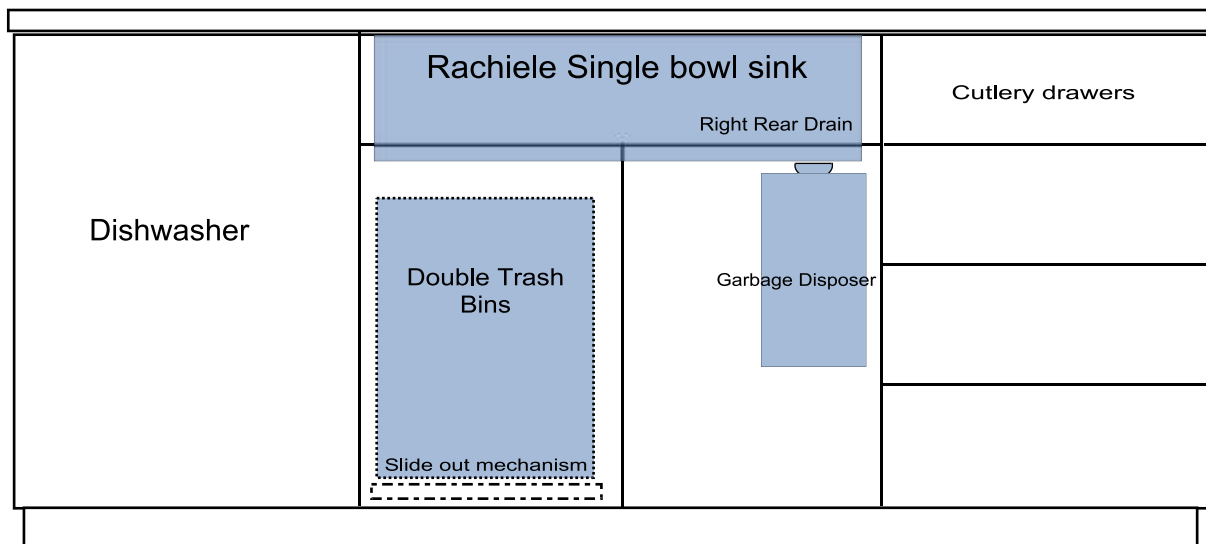 Rachiele Single bowl sink
Cutlery drawers
Right Rear Drain
Dishwasher
Double Trash
Bins
Garbage Disposer
Slide out mechanism